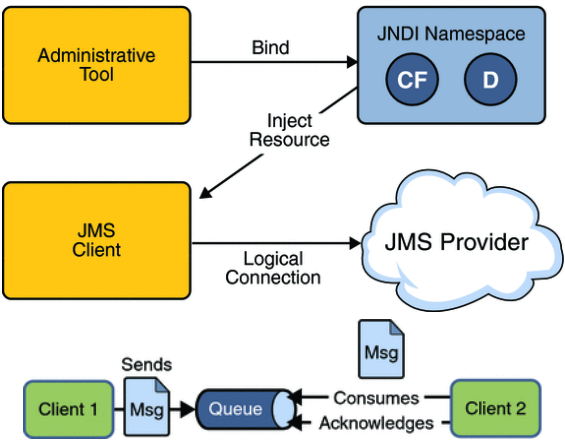 Administrative
Tool
Bind
JNDI Namespace
CF
D
Inject
Resource
JMS
Client
Logical
Connection
JMS Provider
Msg
Sends
Client 1
Msg
Queue
Consumes
Acknowledges
Client 2